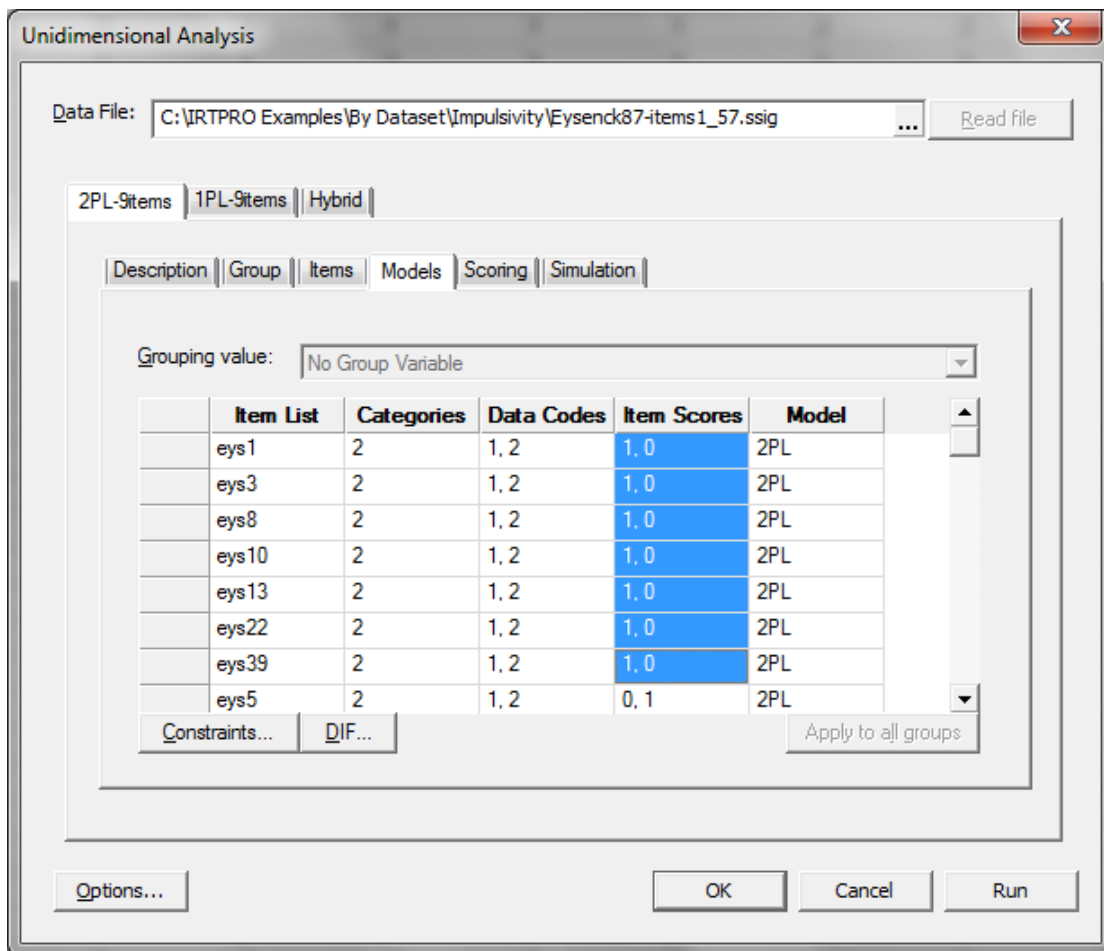 Unidimensional Analysis
Data File: C:\IRTPRO Examples\By Dataset\Impulsivity\Eysenck87-items1_57.ssig ... Read file
2PL-9items 1PL-9items Hybrid
Description Group Items Models Scoring Simulation
Grouping value: No Group Variable
Item List Categories Data Codes Item Scores Model
eys1 2 1, 2 1, 0 2PL
eys3 2 1, 2 1, 0 2PL
eys8 2 1, 2 1, 0 2PL
eys10 2 1, 2 1, 0 2PL
eys13 2 1, 2 1, 0 2PL
eys22 2 1, 2 1, 0 2PL
eys39 2 1, 2 1, 0 2PL
eys5 2 1, 2 0, 1 2PL
Constraints... DIF... Apply to all groups
Options... OK Cancel Run